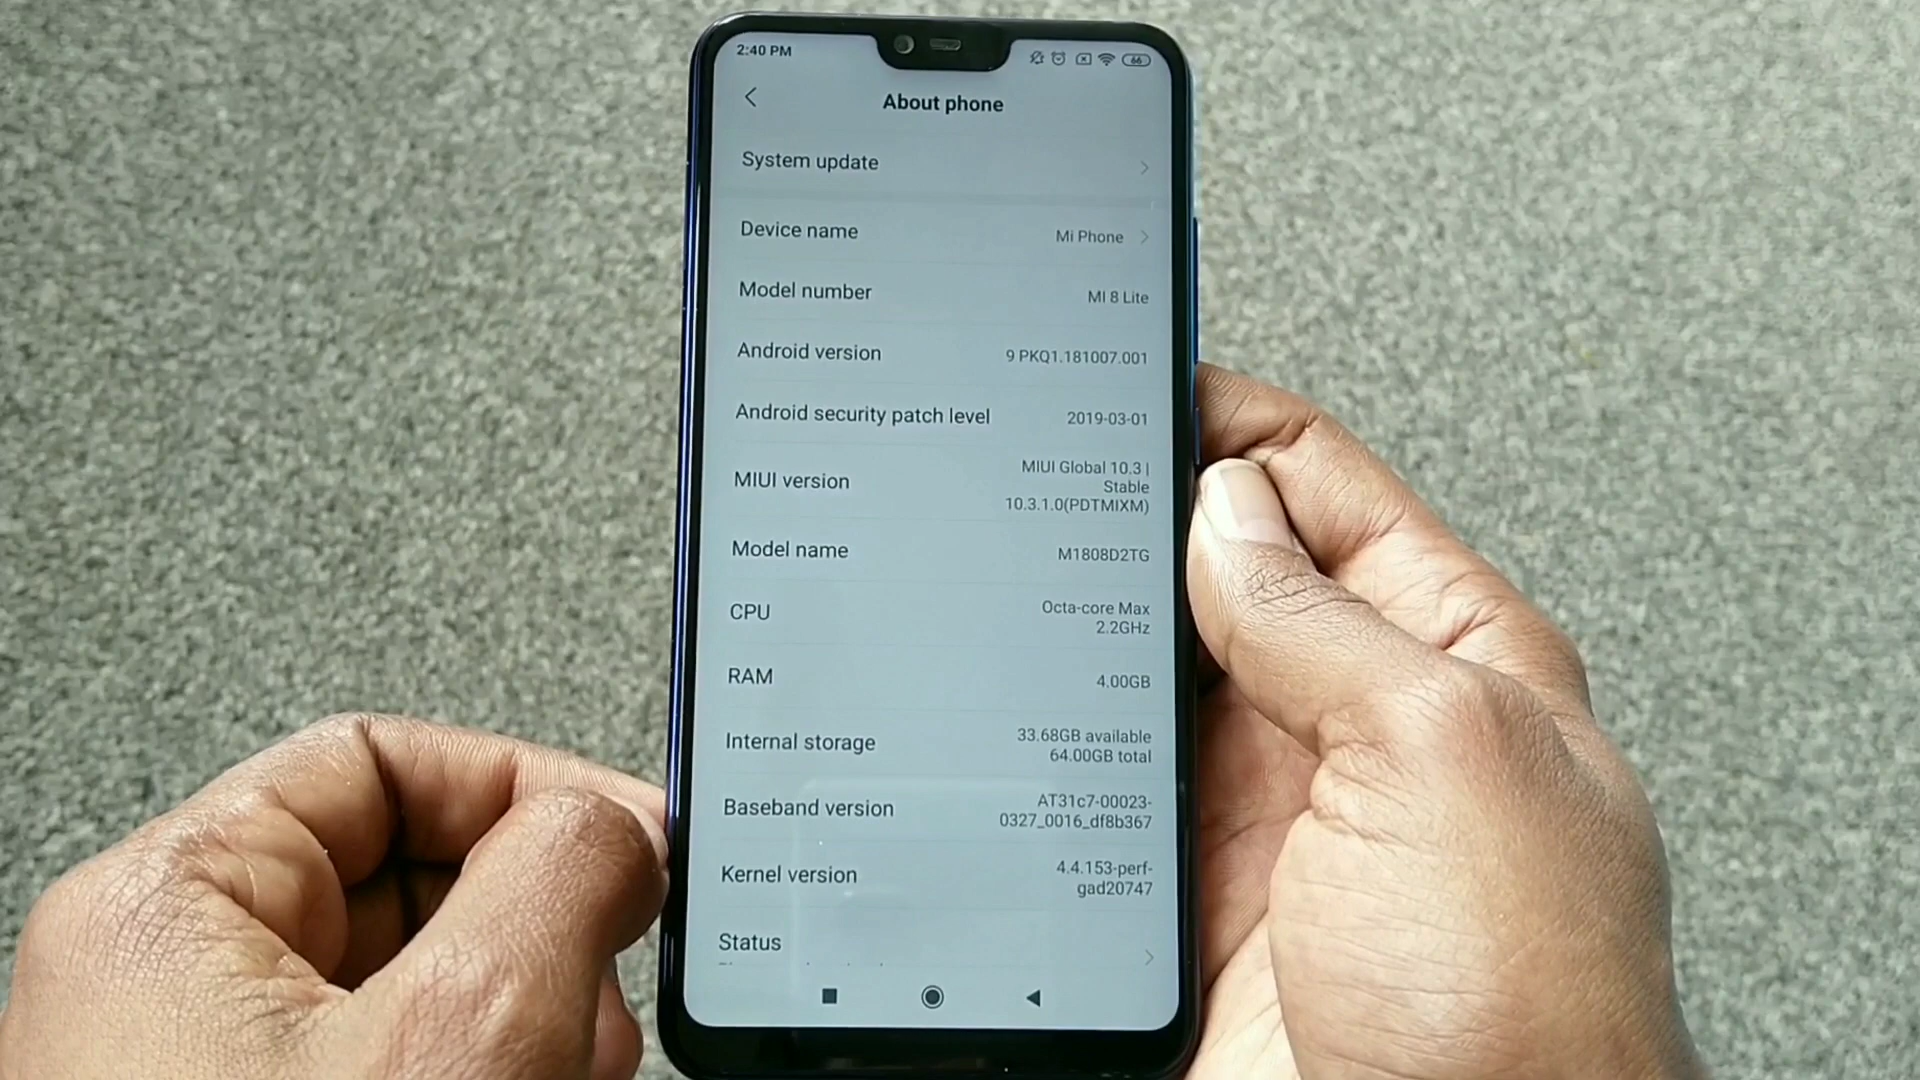 2:40 PM
66
About phone
System update
Device name
Mi Phone
Model number
MI 8 Lite
Android version
9 PKQ1.181007.001
Android security patch level
2019-03-01
MIUI version
MIUI Global 10.3 |
Stable
10.3.1.0(PDTMIXM)
Model name
M1808D2TG
CPU
Octa-core Max
2.2GHz
RAM
4.00GB
Internal storage
33.68GB available
64.00GB total
Baseband version
AT31c7-00023-
0327_0016_df8b367
Kernel version
4.4.153-perf-
gad20747
Status